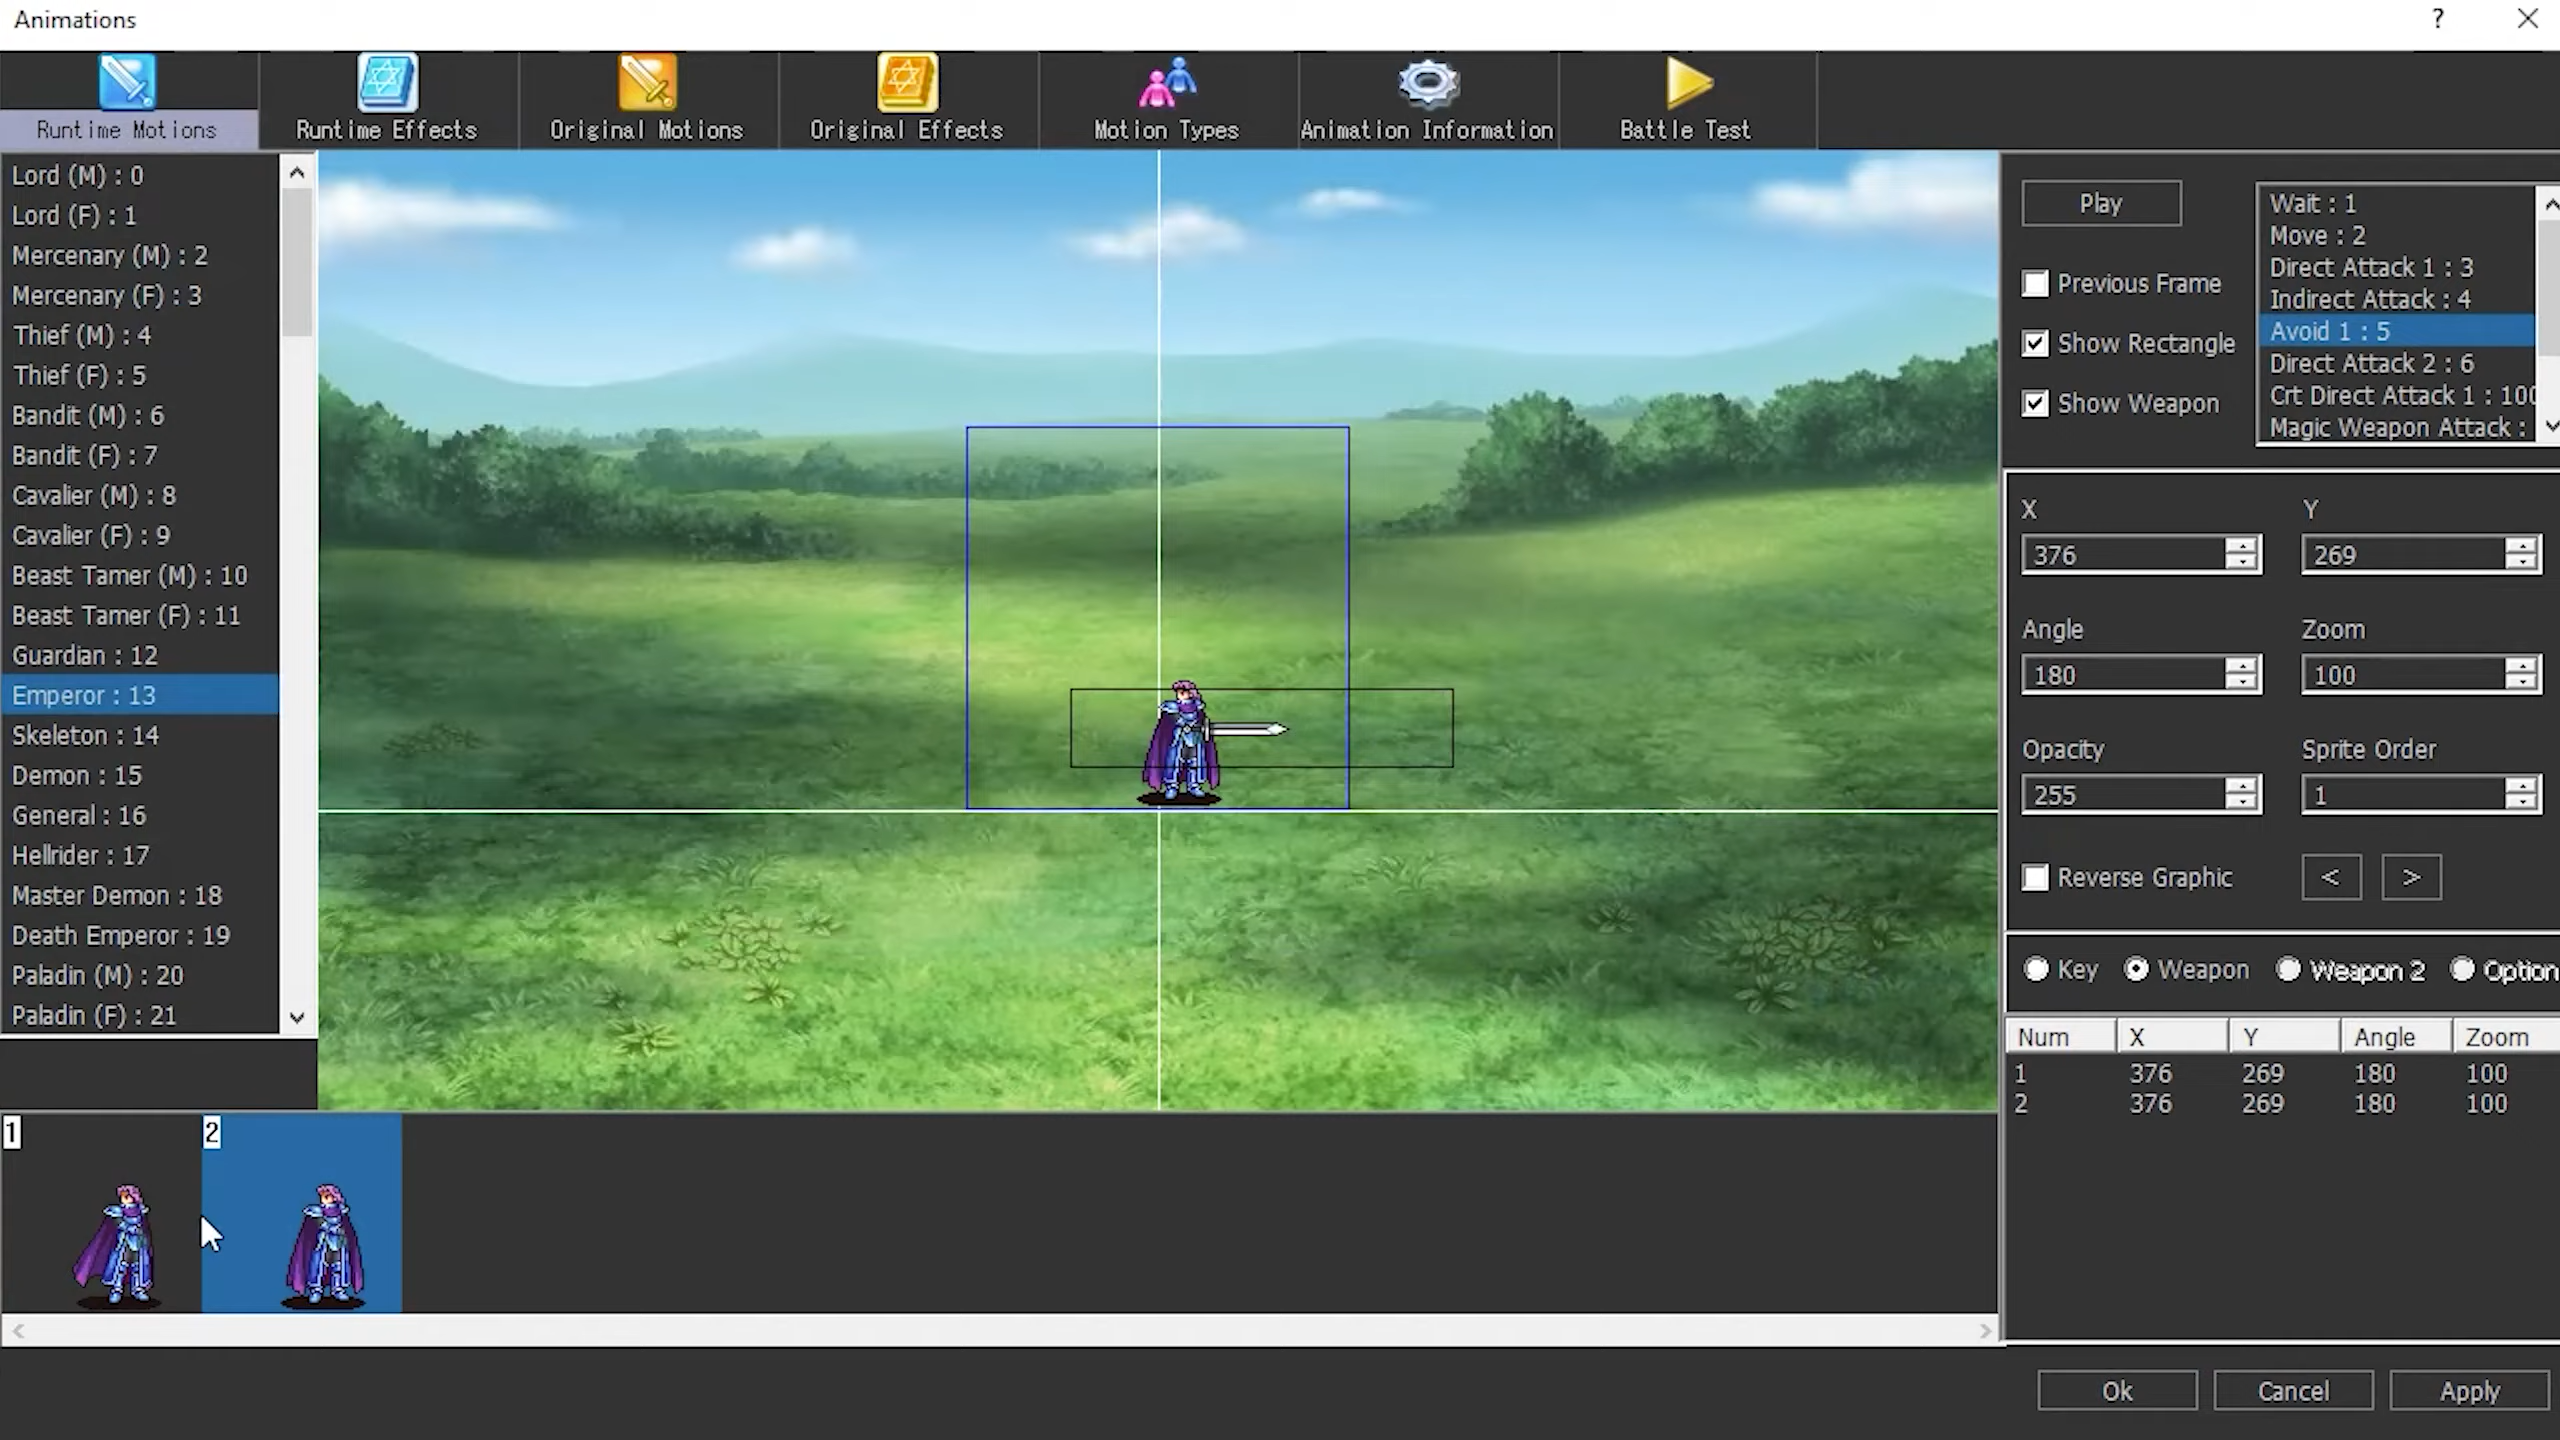 Animations
?
Runtime Motions
Runtime Effects
Original Motions
Original Effects
Motion Types
Animation Information
Battle Test
Lord (M) : 0
Lord (F) : 1
Mercenary (M) : 2
Mercenary (F) : 3
Thief (M) : 4
Thief (F) : 5
Bandit (M) : 6
Bandit (F) : 7
Cavalier (M) : 8
Cavalier (F) : 9
Beast Tamer (M) : 10
Beast Tamer (F) : 11
Guardian : 12
Emperor : 13
Skeleton : 14
Demon : 15
General : 16
Hellrider : 17
Master Demon : 18
Death Emperor : 19
Paladin (M) : 20
Paladin (F) : 21
Play
Previous Frame
Show Rectangle
Show Weapon
Wait : 1
Move : 2
Direct Attack 1 : 3
Indirect Attack : 4
Avoid 1 : 5
Direct Attack 2 : 6
Crt Direct Attack 1 : 100
Magic Weapon Attack :
X
Y
376
269
Angle
Zoom
180
100
Opacity
Sprite Order
255
1
Reverse Graphic
<
>
Key
Weapon
Weapon 2
Option
Num X Y Angle Zoom
1 376 269 180 100
2 376 269 180 100
1
2
Ok
Cancel
Apply